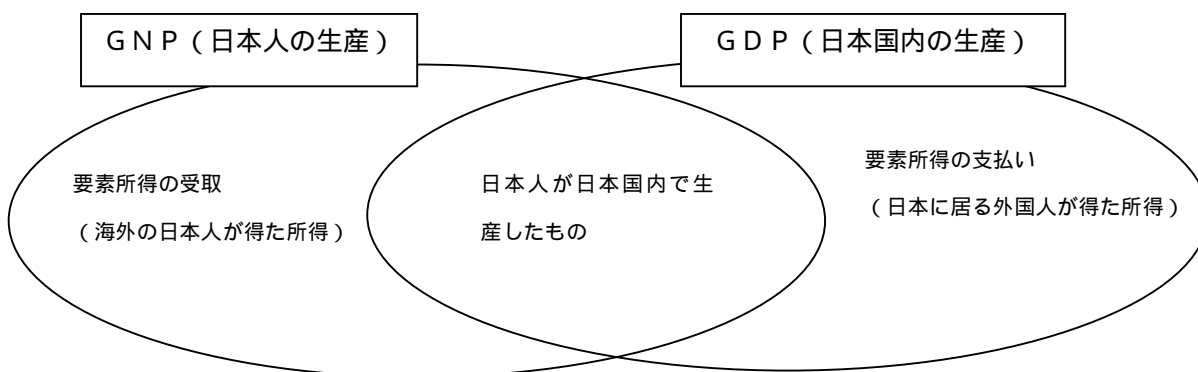 GNP(日本人の生産)
GDP(日本国内の生産)
要素所得の受取
(海外の日本人が得た所得)
日本人が日本国内で生
産したもの
要素所得の支払い
(日本に居る外国人が得た所得)